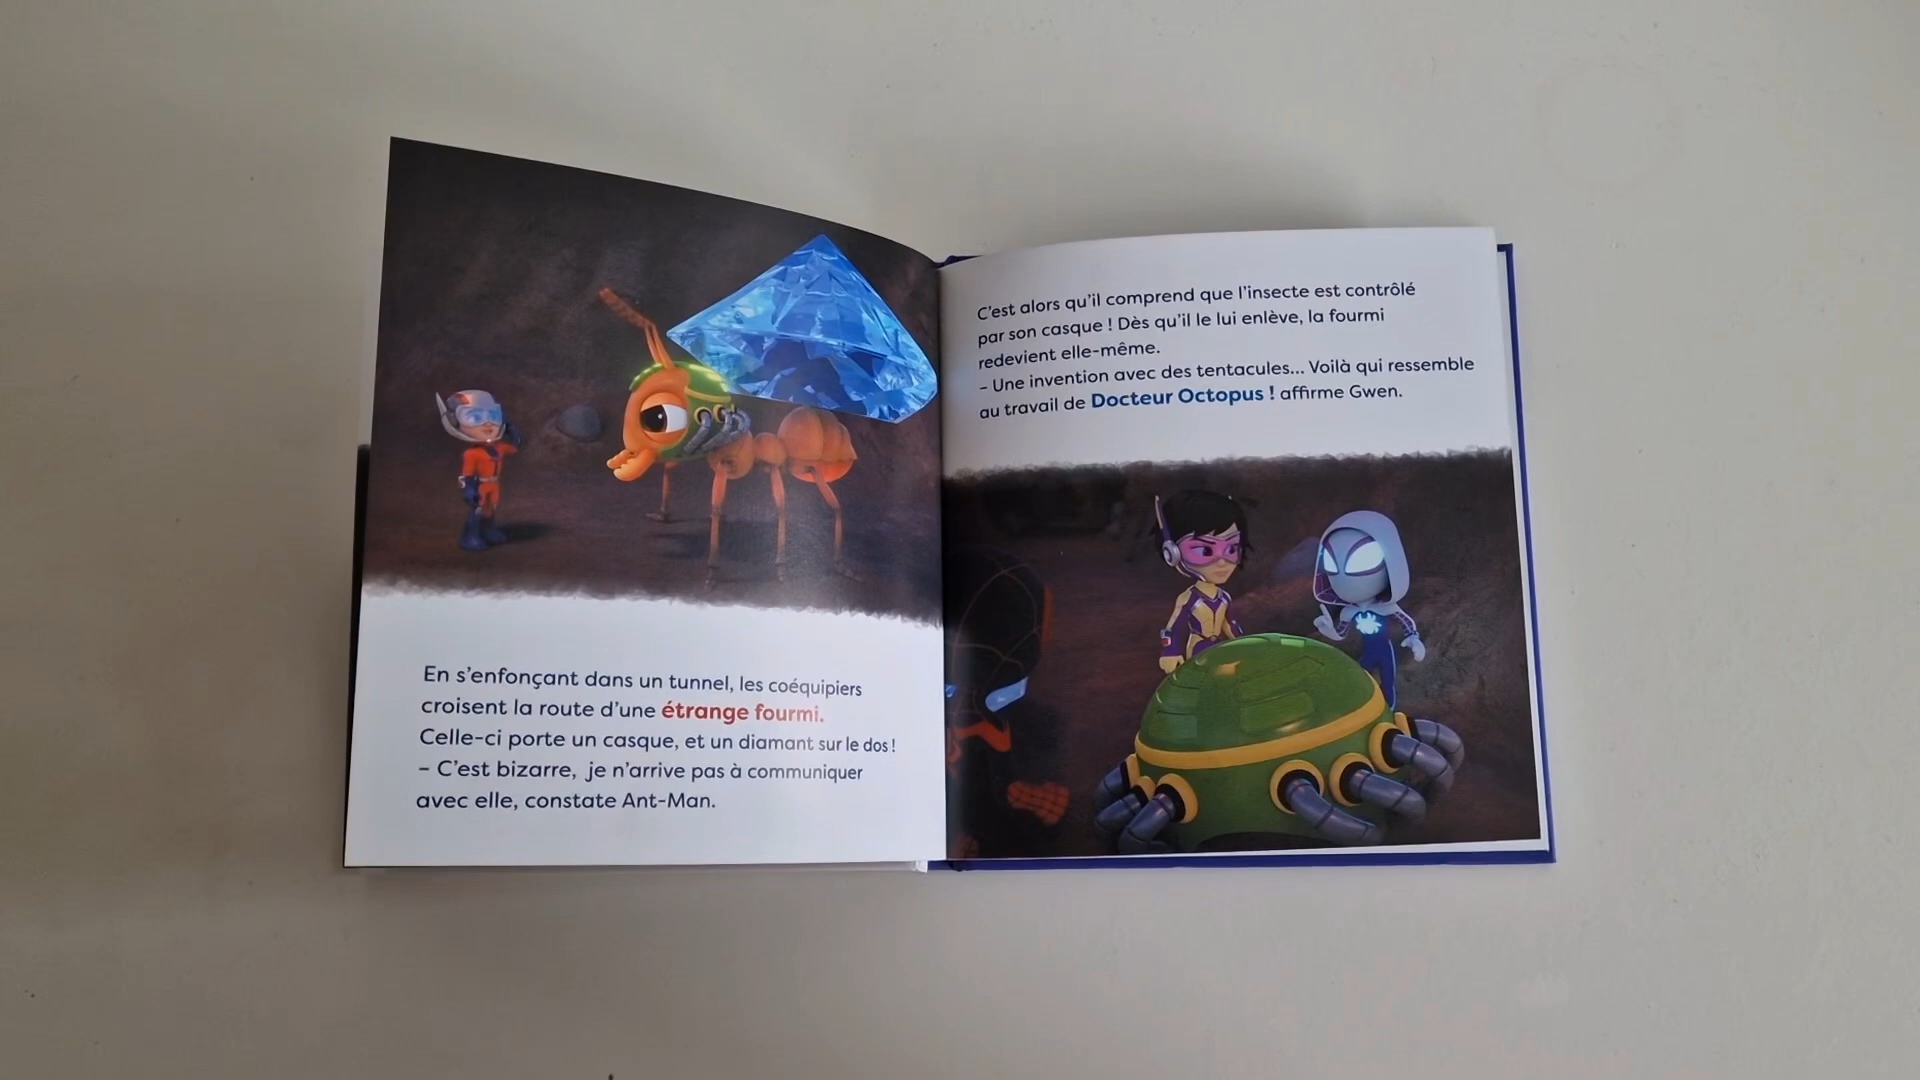 En s'enfonçant dans un tunnel, les coéquipiers
croisent la route d'une étrange fourmi.
Celle-ci porte un casque, et un diamant sur le dos !
– C'est bizarre, je n'arrive pas à communiquer
avec elle, constate Ant-Man.
C'est alors qu'il comprend que l'insecte est contrôlé
par son casque ! Dès qu'il le lui enlève, la fourmi
redevient elle-même.
– Une invention avec des tentacules... Voilà qui ressemble
au travail de Docteur Octopus ! affirme Gwen.